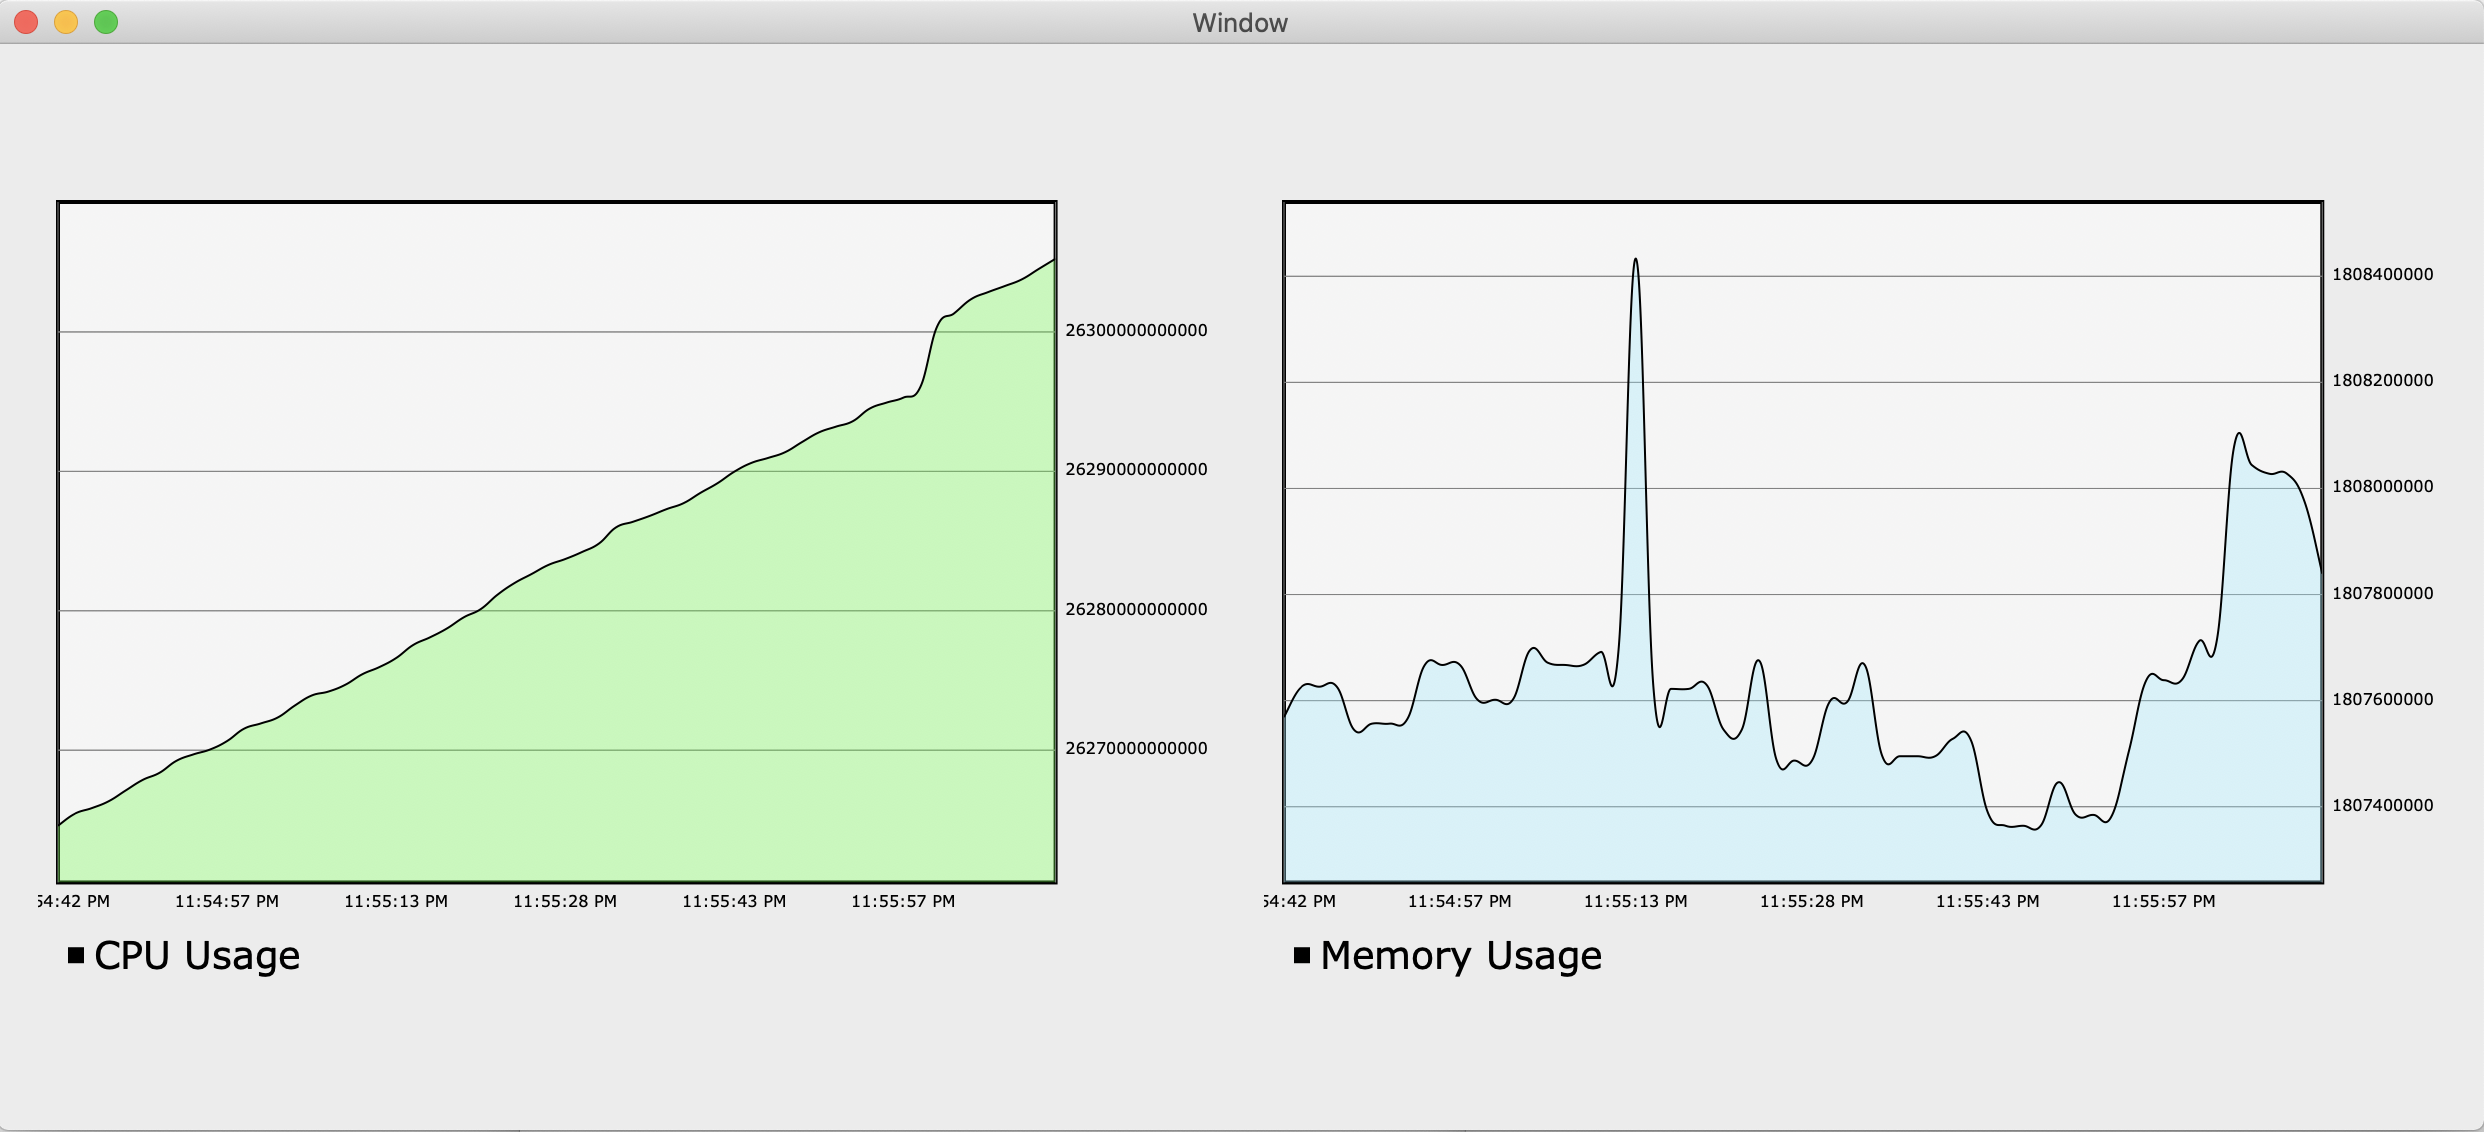 Window
26300000000000
26290000000000
26280000000000
26270000000000
54:42 PM 11:54:57 PM 11:55:13 PM 11:55:28 PM 11:55:43 PM 11:55:57 PM
CPU Usage
1808400000
1808200000
1808000000
1807800000
1807600000
1807400000
54:42 PM 11:54:57 PM 11:55:13 PM 11:55:28 PM 11:55:43 PM 11:55:57 PM
Memory Usage